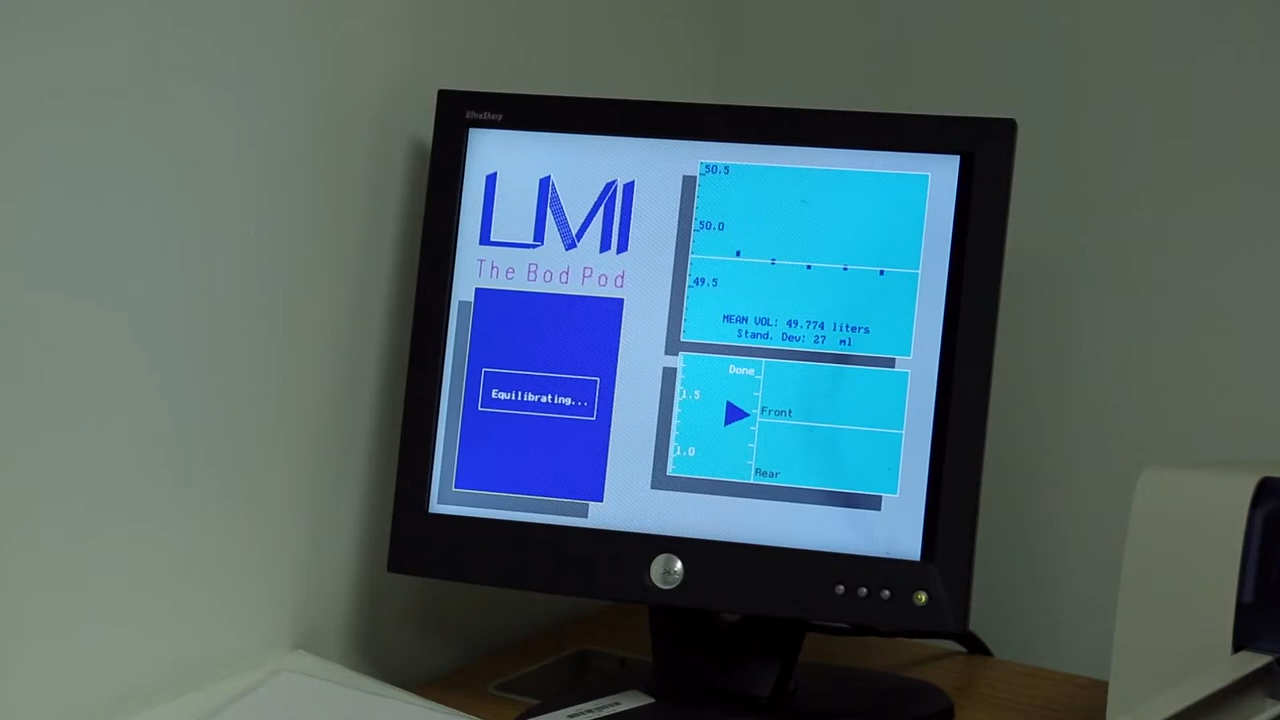 UltraSharp
LMI
The Bod Pod
Equilibrating...
50.5
50.0
49.5
MEAN VOL: 49.774 liters
Stand. Dev: 27 ml
Done
1.5
1.0
Front
Rear